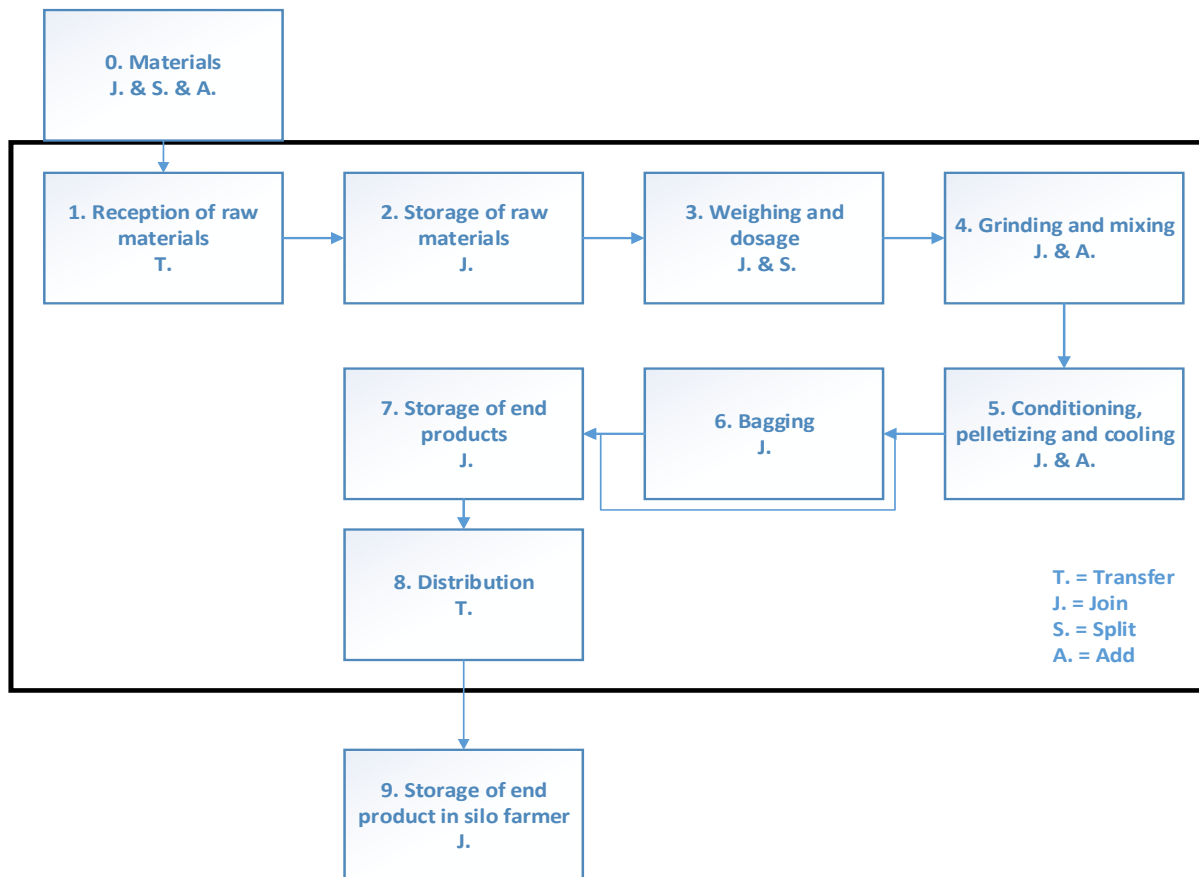 0. Materials
J. & S. & A.
1. Reception of raw
materials
T.
2. Storage of raw
materials
J.
3. Weighing and
dosage
J. & S.
4. Grinding and mixing
J. & A.
5. Conditioning,
pelletizing and cooling
J. & A.
6. Bagging
J.
7. Storage of end
products
J.
8. Distribution
T.
T. = Transfer
J. = Join
S. = Split
A. = Add
9. Storage of end
product in silo farmer
J.